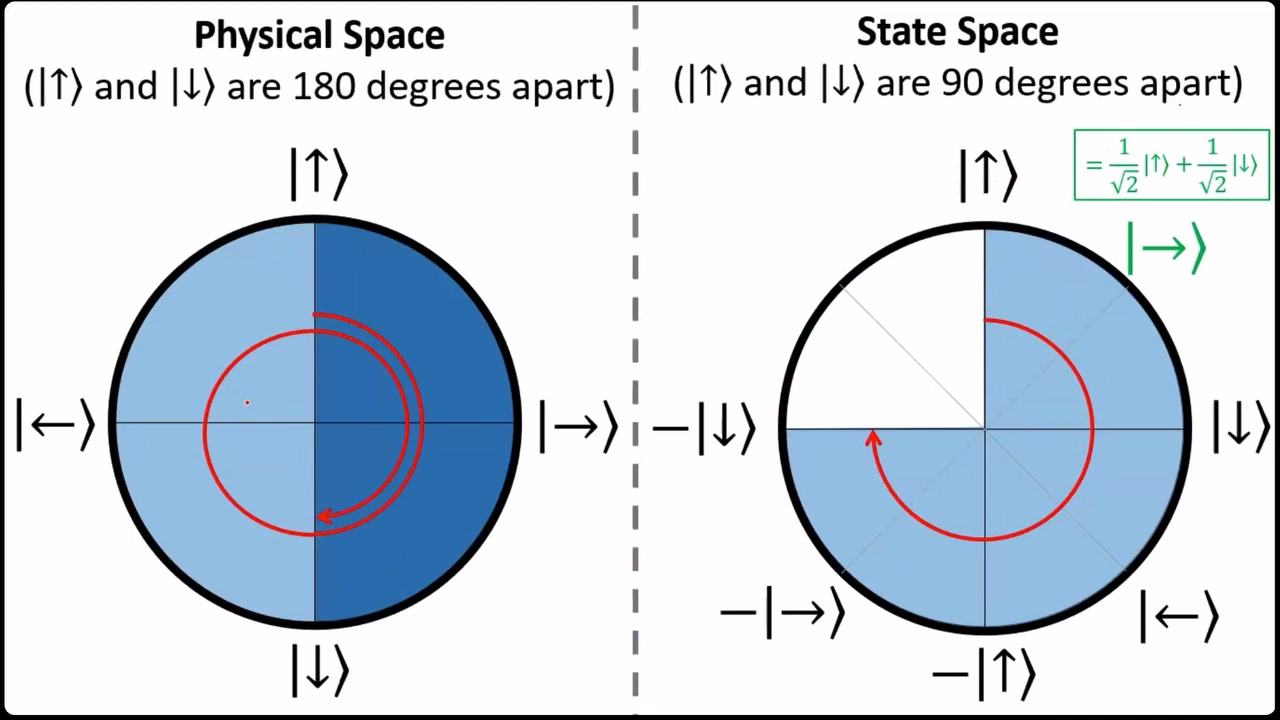 Physical Space
(|↑⟩ and |↓⟩ are 180 degrees apart)
|↑⟩
|←⟩
|→⟩
|↓⟩
State Space
(|↑⟩ and |↓⟩ are 90 degrees apart)
= 1/√2 |↑⟩ + 1/√2 |↓⟩
|↑⟩
|→⟩
−|↓⟩
|↓⟩
−|→⟩
|←⟩
−|↑⟩